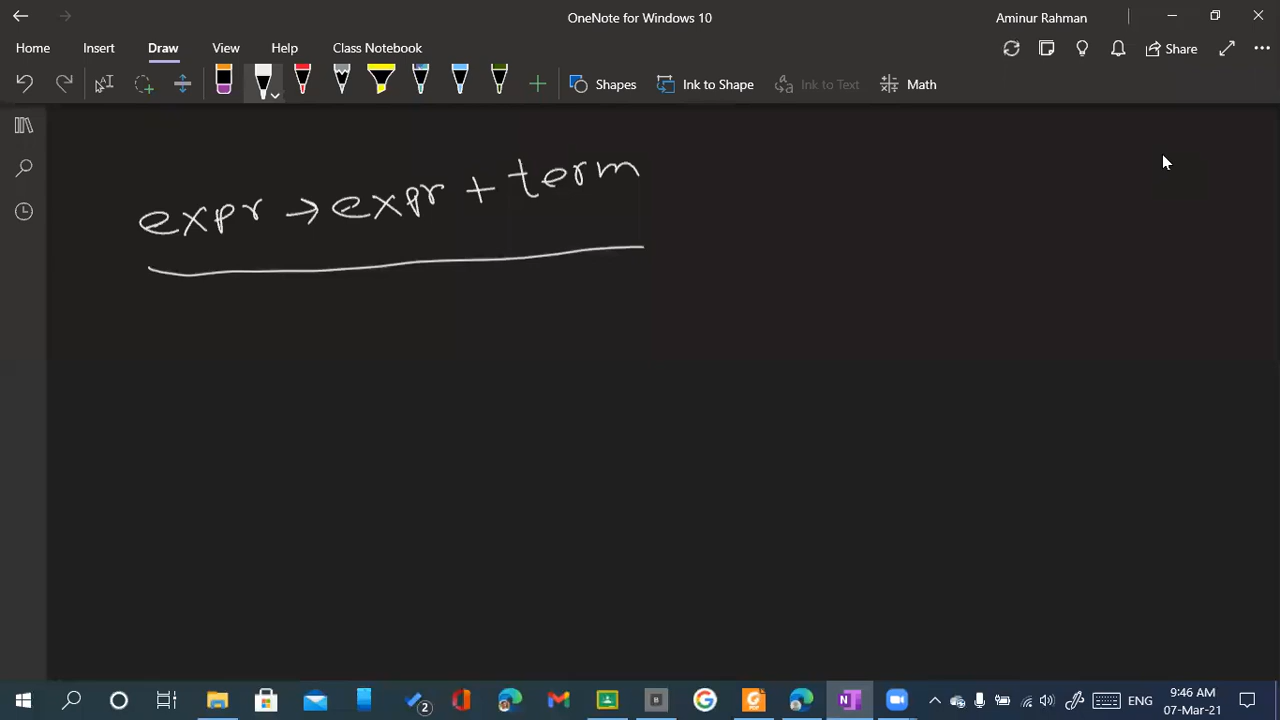 OneNote for Windows 10
Aminur Rahman
Home Insert Draw View Help Class Notebook Share
Shapes Ink to Shape Ink to Text Math
expr → expr + term
2
ENG
9:46 AM
07-Mar-21